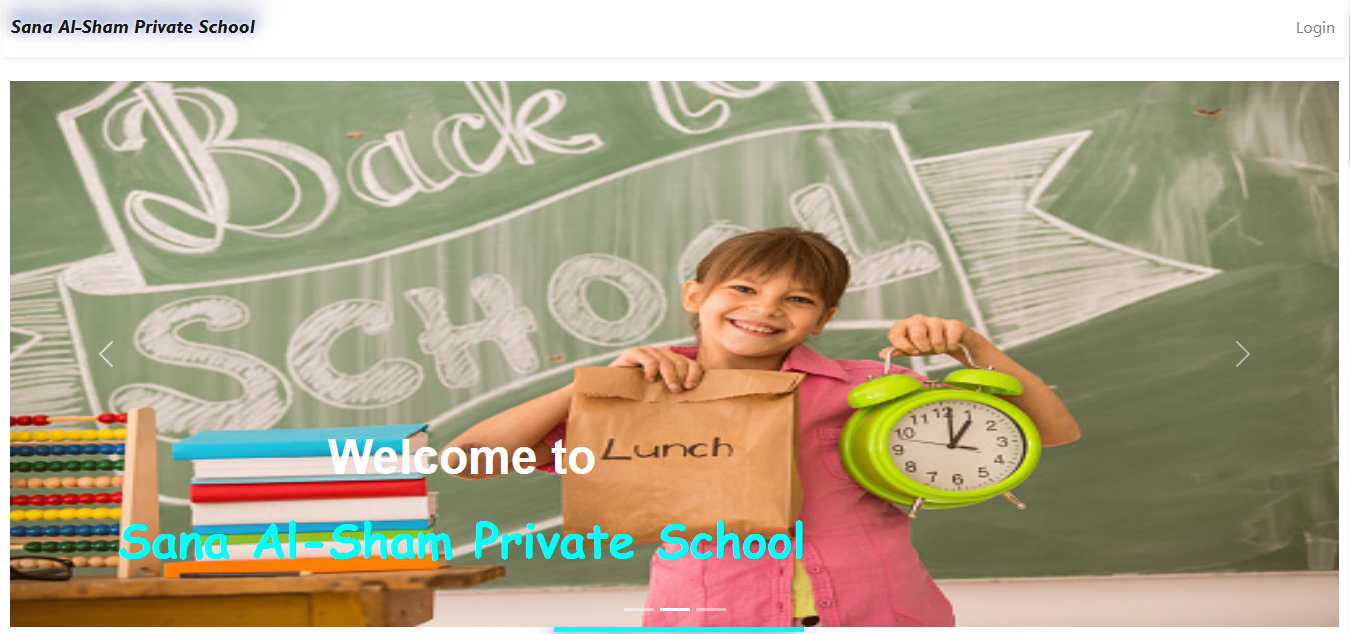 Sana Al-Sham Private School
Login
Back to
SCHOOL
Welcome to
Lunch
Sana Al-Sham Private School
12
1
2
3
4
5
6
7
8
9
10
11